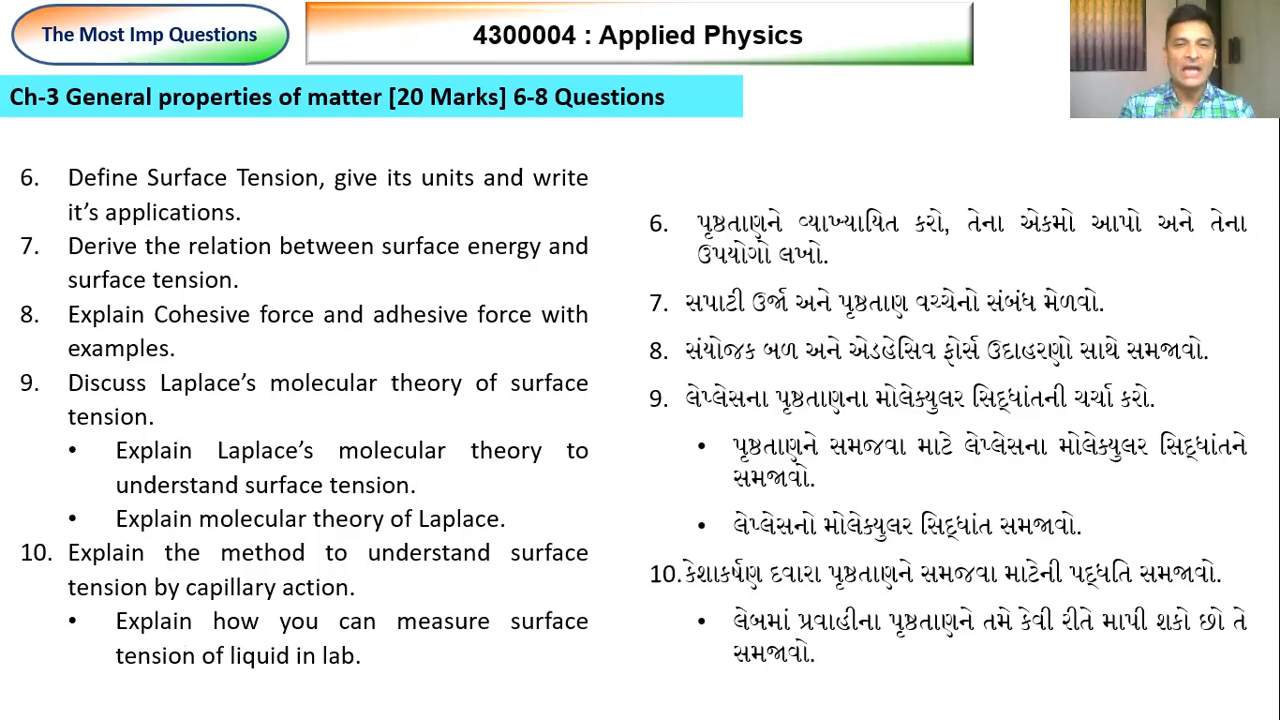 The Most Imp Questions
4300004 : Applied Physics
Ch-3 General properties of matter [20 Marks] 6-8 Questions
6. Define Surface Tension, give its units and write
it’s applications.
7. Derive the relation between surface energy and
surface tension.
8. Explain Cohesive force and adhesive force with
examples.
9. Discuss Laplace’s molecular theory of surface
tension.
• Explain Laplace’s molecular theory to
understand surface tension.
• Explain molecular theory of Laplace.
10. Explain the method to understand surface
tension by capillary action.
• Explain how you can measure surface
tension of liquid in lab.
6. પૃષ્ઠતાણને વ્યાખ્યાયિત કરો, તેના એકમો આપો અને તેના
ઉપયોગો લખો.
7. સપાટી ઉર્જા અને પૃષ્ઠતાણ વચ્ચેનો સંબંધ મેળવો.
8. સંયોજક બળ અને એડહેસિવ ફોર્સ ઉદાહરણો સાથે સમજાવો.
9. લેપ્લેસના પૃષ્ઠતાણના મોલેક્યુલર સિદ્ધાંતની ચર્ચા કરો.
• પૃષ્ઠતાણને સમજવા માટે લેપ્લેસના મોલેક્યુલર સિદ્ધાંતને
સમજાવો.
• લેપ્લેસનો મોલેક્યુલર સિદ્ધાંત સમજાવો.
10. કેશાકર્ષણ દવારા પૃષ્ઠતાણને સમજવા માટેની પદ્ધતિ સમજાવો.
• લેબમાં પ્રવાહીના પૃષ્ઠતાણને તમે કેવી રીતે માપી શકો છો તે
સમજાવો.